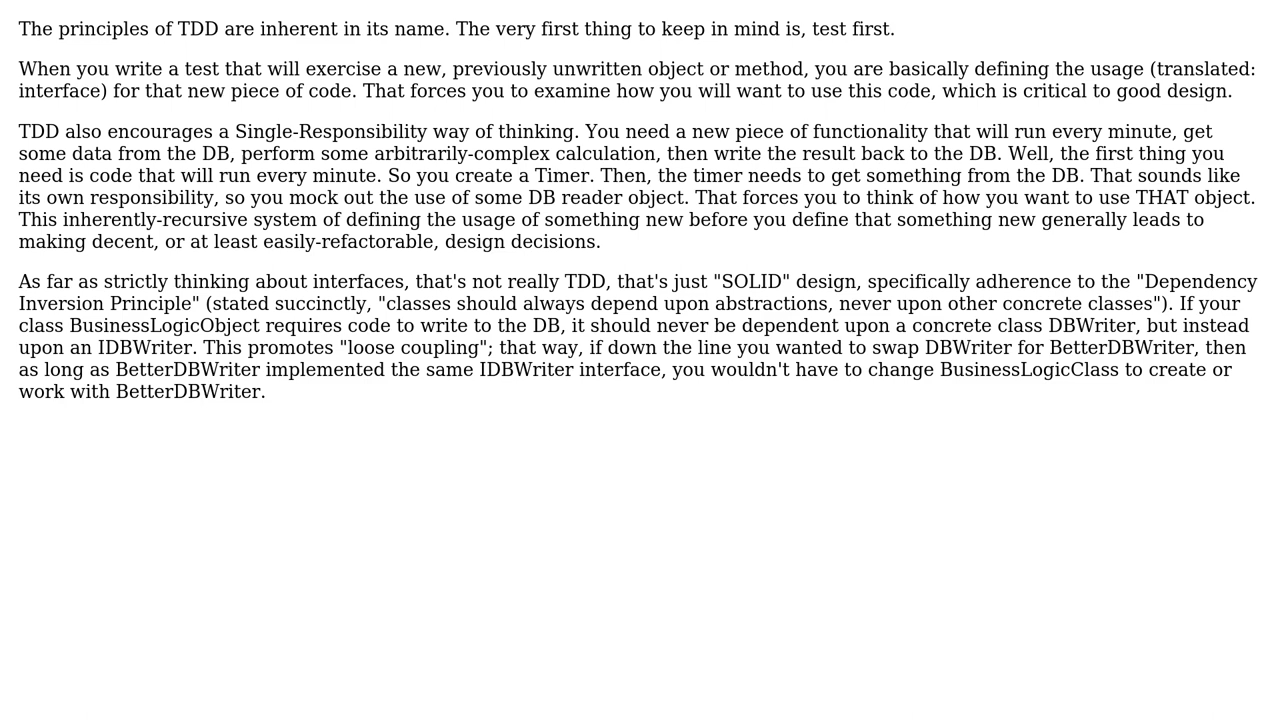 The principles of TDD are inherent in its name. The very first thing to keep in mind is, test first.
When you write a test that will exercise a new, previously unwritten object or method, you are basically defining the usage (translated:
interface) for that new piece of code. That forces you to examine how you will want to use this code, which is critical to good design.
TDD also encourages a Single-Responsibility way of thinking. You need a new piece of functionality that will run every minute, get
some data from the DB, perform some arbitrarily-complex calculation, then write the result back to the DB. Well, the first thing you
need is code that will run every minute. So you create a Timer. Then, the timer needs to get something from the DB. That sounds like
its own responsibility, so you mock out the use of some DB reader object. That forces you to think of how you want to use THAT object.
This inherently-recursive system of defining the usage of something new before you define that something new generally leads to
making decent, or at least easily-refactorable, design decisions.
As far as strictly thinking about interfaces, that's not really TDD, that's just "SOLID" design, specifically adherence to the "Dependency
Inversion Principle" (stated succinctly, "classes should always depend upon abstractions, never upon other concrete classes"). If your
class BusinessLogicObject requires code to write to the DB, it should never be dependent upon a concrete class DBWriter, but instead
upon an IDBWriter. This promotes "loose coupling"; that way, if down the line you wanted to swap DBWriter for BetterDBWriter, then
as long as BetterDBWriter implemented the same IDBWriter interface, you wouldn't have to change BusinessLogicClass to create or
work with BetterDBWriter.